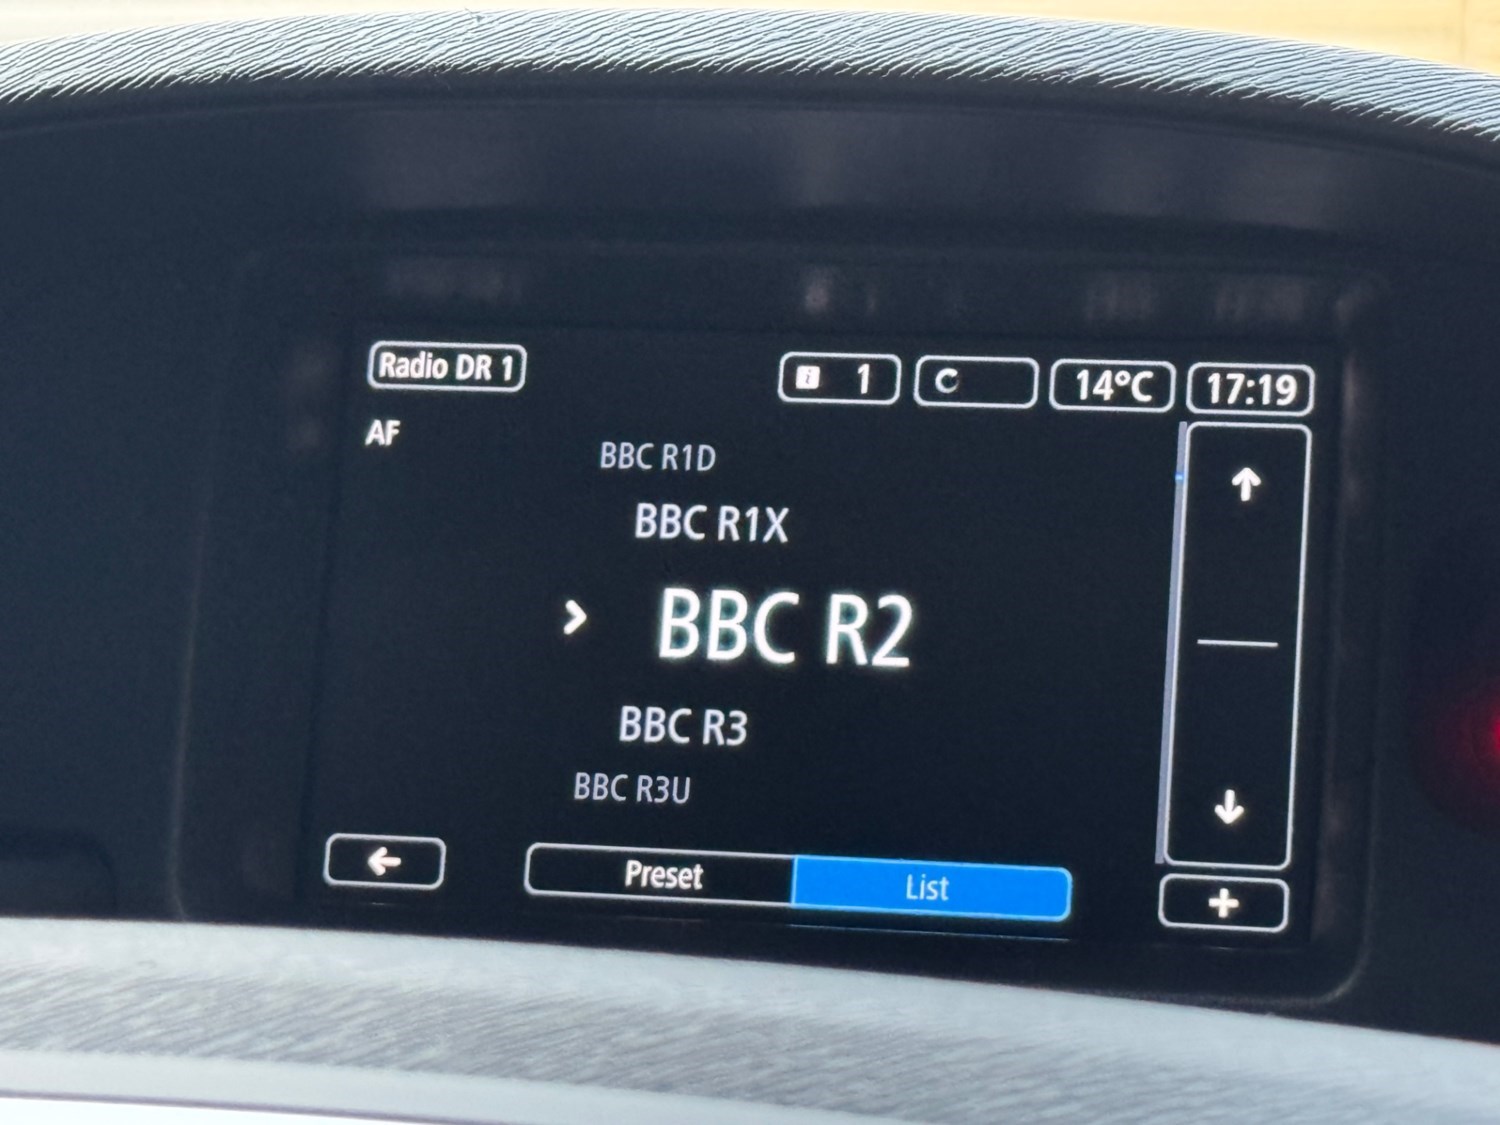 Radio DR 1
i 1
14°C
17:19
AF
BBC R1D
BBC R1X
BBC R2
BBC R3
BBC R3U
Preset
List